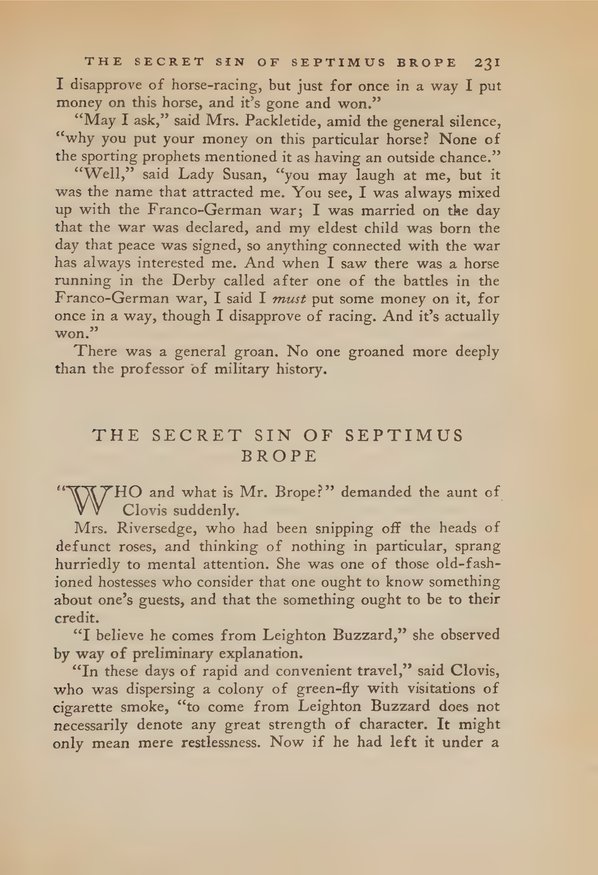 THE SECRET SIN OF SEPTIMUS BROPE 231
I disapprove of horse-racing, but just for once in a way I put
money on this horse, and it's gone and won.”
“May I ask,” said Mrs. Packletide, amid the general silence,
“why you put your money on this particular horse? None of
the sporting prophets mentioned it as having an outside chance.”
“Well,” said Lady Susan, “you may laugh at me, but it
was the name that attracted me. You see, I was always mixed
up with the Franco-German war; I was married on the day
that the war was declared, and my eldest child was born the
day that peace was signed, so anything connected with the war
has always interested me. And when I saw there was a horse
running in the Derby called after one of the battles in the
Franco-German war, I said I must put some money on it, for
once in a way, though I disapprove of racing. And it's actually
won.”
There was a general groan. No one groaned more deeply
than the professor of military history.
THE SECRET SIN OF SEPTIMUS
BROPE
“WHO and what is Mr. Brope?” demanded the aunt of
Clovis suddenly.
Mrs. Riversedge, who had been snipping off the heads of
defunct roses, and thinking of nothing in particular, sprang
hurriedly to mental attention. She was one of those old-fash-
ioned hostesses who consider that one ought to know something
about one's guests, and that the something ought to be to their
credit.
“I believe he comes from Leighton Buzzard,” she observed
by way of preliminary explanation.
“In these days of rapid and convenient travel,” said Clovis,
who was dispersing a colony of green-fly with visitations of
cigarette smoke, “to come from Leighton Buzzard does not
necessarily denote any great strength of character. It might
only mean mere restlessness. Now if he had left it under a